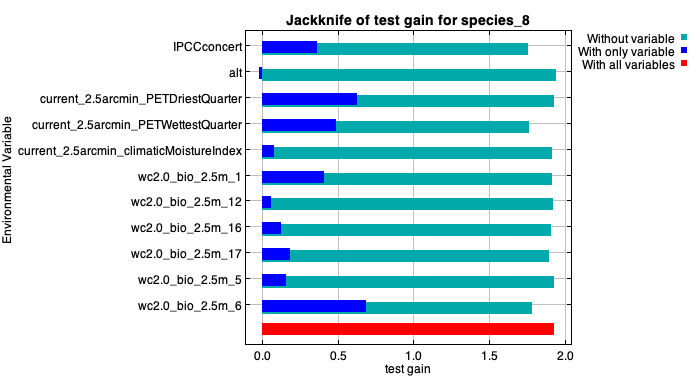 Jackknife of test gain for species_8
Without variable
With only variable
With all variables
Environmental Variable
IPCCconcert
alt
current_2.5arcmin_PETDriestQuarter
current_2.5arcmin_PETWettestQuarter
current_2.5arcmin_climaticMoistureIndex
wc2.0_bio_2.5m_1
wc2.0_bio_2.5m_12
wc2.0_bio_2.5m_16
wc2.0_bio_2.5m_17
wc2.0_bio_2.5m_5
wc2.0_bio_2.5m_6
0.0 0.5 1.0 1.5 2.0
test gain